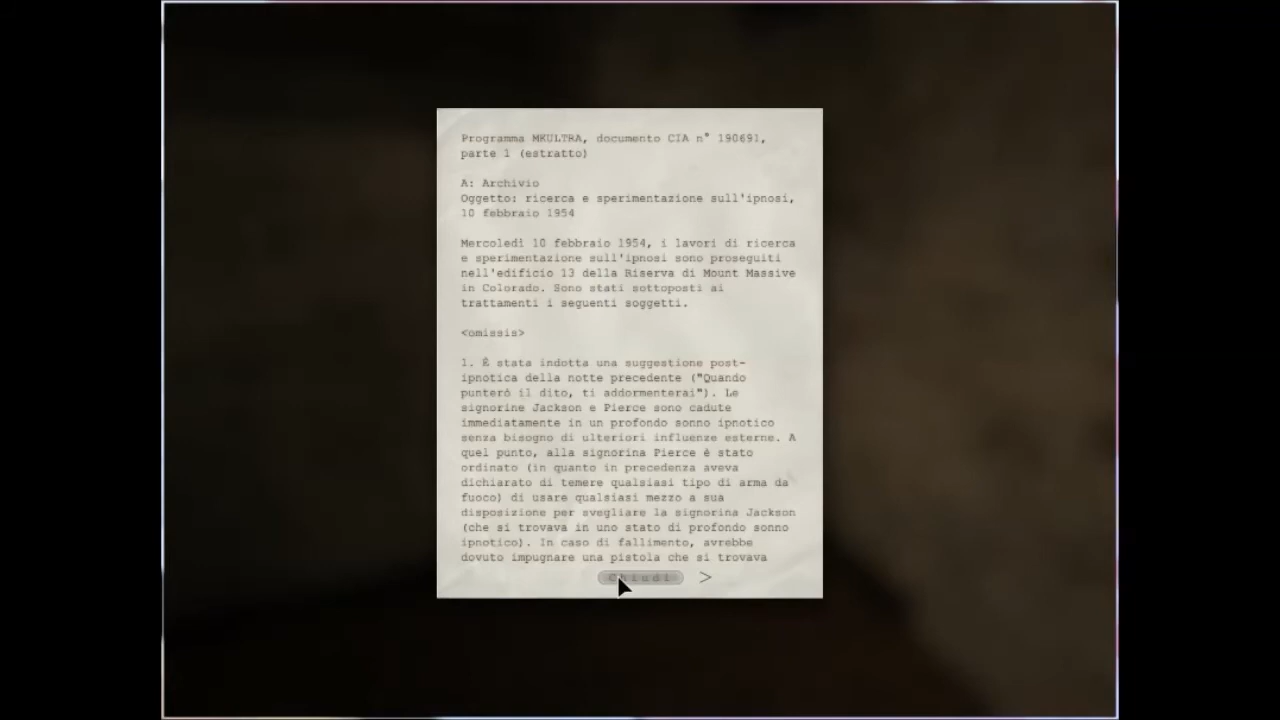 Programma MKULTRA, documento CIA n° 190691,
parte 1 (estratto)
A: Archivio
Oggetto: ricerca e sperimentazione sull'ipnosi,
10 febbraio 1954
Mercoledì 10 febbraio 1954, i lavori di ricerca
e sperimentazione sull'ipnosi sono proseguiti
nell'edificio 13 della Riserva di Mount Massive
in Colorado. Sono stati sottoposti ai
trattamenti i seguenti soggetti.
<omissis>
1. È stata indotta una suggestione post-
ipnotica della notte precedente ("Quando
punterò il dito, ti addormenterai"). Le
signorine Jackson e Pierce sono cadute
immediatamente in un profondo sonno ipnotico
senza bisogno di ulteriori influenze esterne. A
quel punto, alla signorina Pierce è stato
ordinato (in quanto in precedenza aveva
dichiarato di temere qualsiasi tipo di arma da
fuoco) di usare qualsiasi mezzo a sua
disposizione per svegliare la signorina Jackson
(che si trovava in uno stato di profondo sonno
ipnotico). In caso di fallimento, avrebbe
dovuto impugnare una pistola che si trovava
Chiudi >